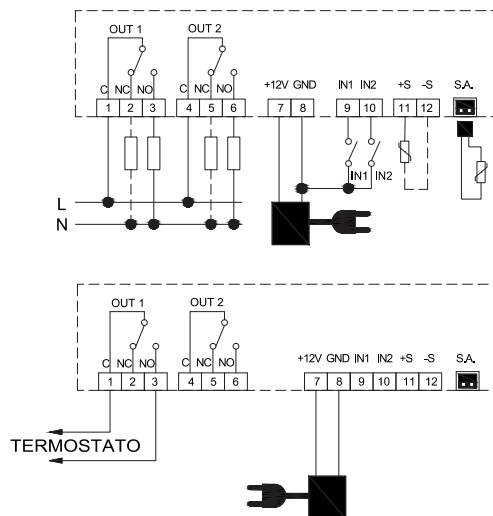 OUT 1 OUT 2
C NC NO C NC NO +12V GND IN1 IN2 +S -S S.A.
1 2 3 4 5 6 7 8 9 10 11 12
IN1 IN2
L
N
OUT 1 OUT 2
C NC NO C NC NO +12V GND IN1 IN2 +S -S S.A.
1 2 3 4 5 6 7 8 9 10 11 12
TERMOSTATO